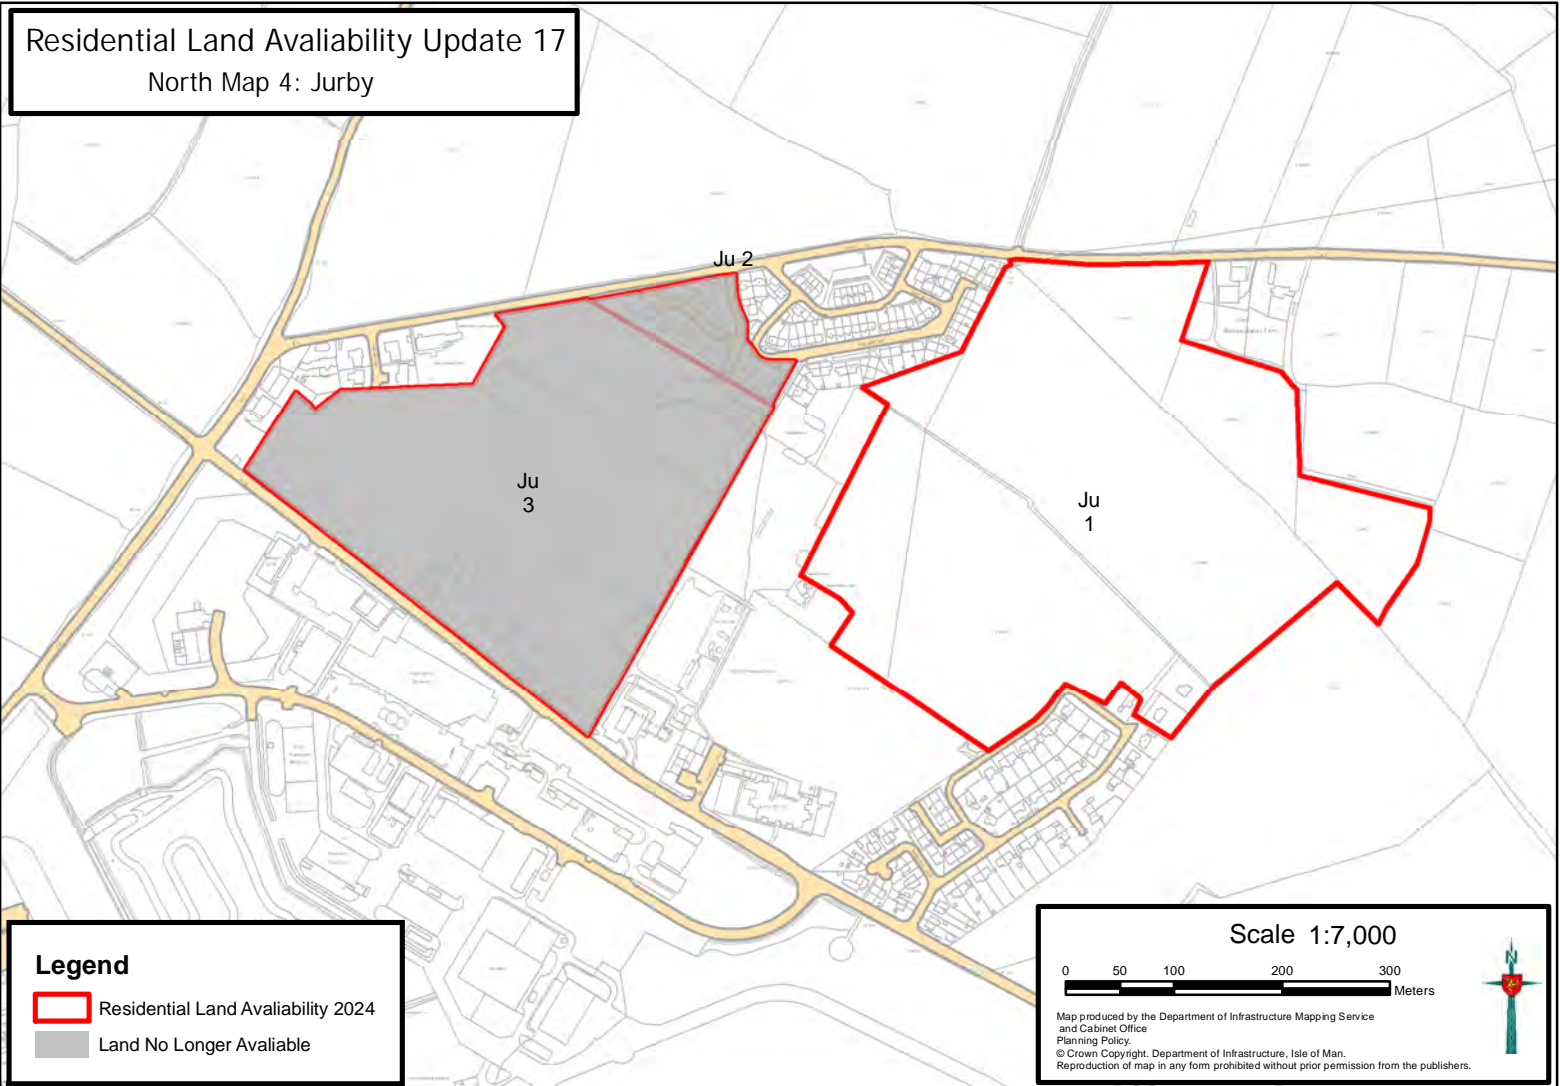 Residential Land Avaliability Update 17
North Map 4: Jurby
Ju 2
Ju
3
Ju
1
Legend
Residential Land Avaliability 2024
Land No Longer Avaliable
Scale 1:7,000
0 50 100 200 300
Meters
N
Map produced by the Department of Infrastructure Mapping Service
and Cabinet Office
Planning Policy.
© Crown Copyright. Department of Infrastructure, Isle of Man.
Reproduction of map in any form prohibited without prior permission from the publishers.